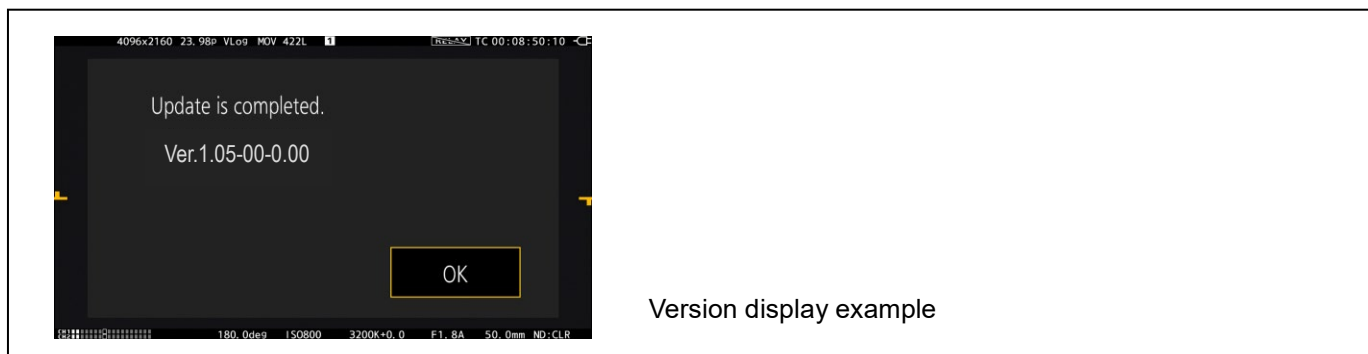 4096x2160 23.98P VLog MOV 422L 1 RELAY TC 00:08:50:10
Update is completed.
Ver.1.05-00-0.00
OK
Version display example
CH1
CH2
180.0deg ISO800 3200K+0.0 F1.8A 50.0mm ND:CLR